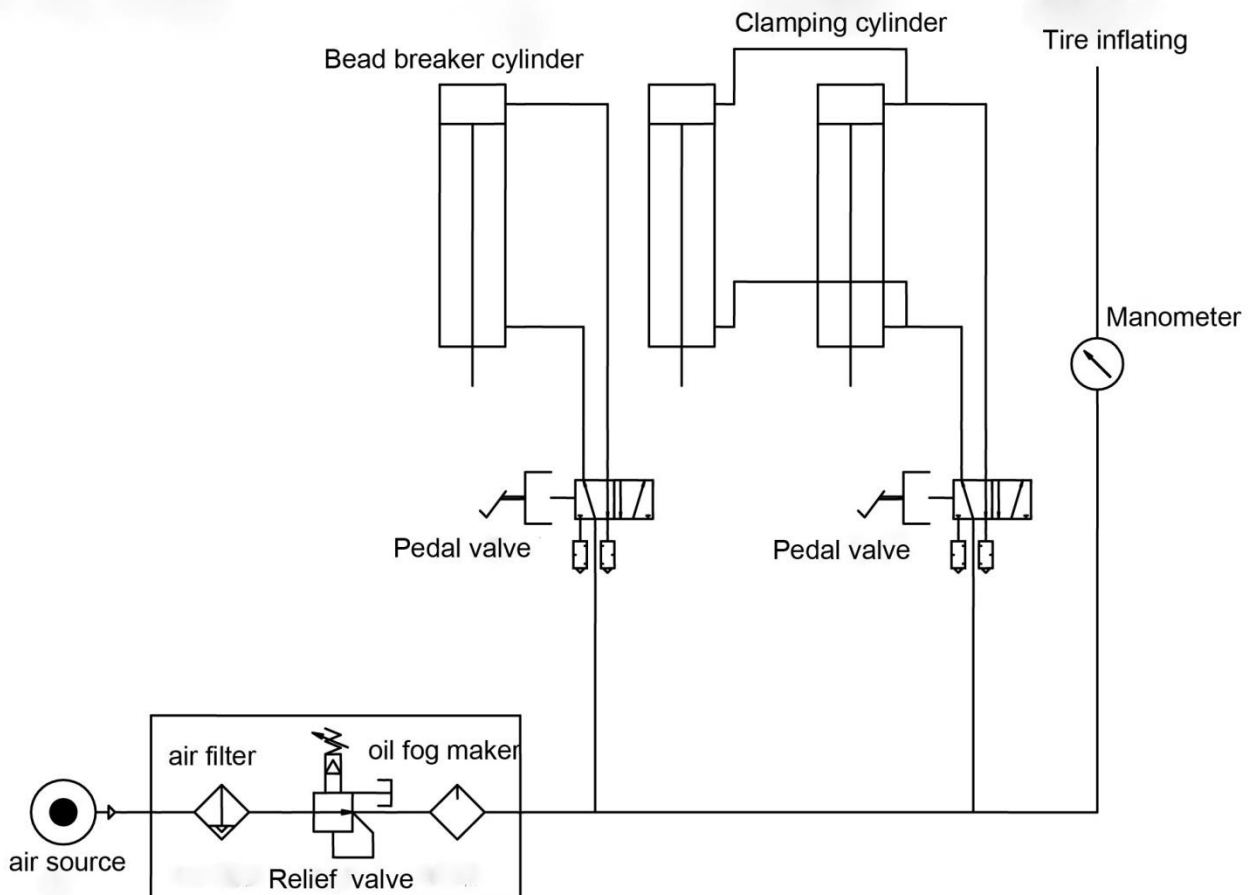 Clamping cylinder
Tire inflating
Bead breaker cylinder
Manometer
Pedal valve
Pedal valve
air filter
oil fog maker
air source
Relief valve